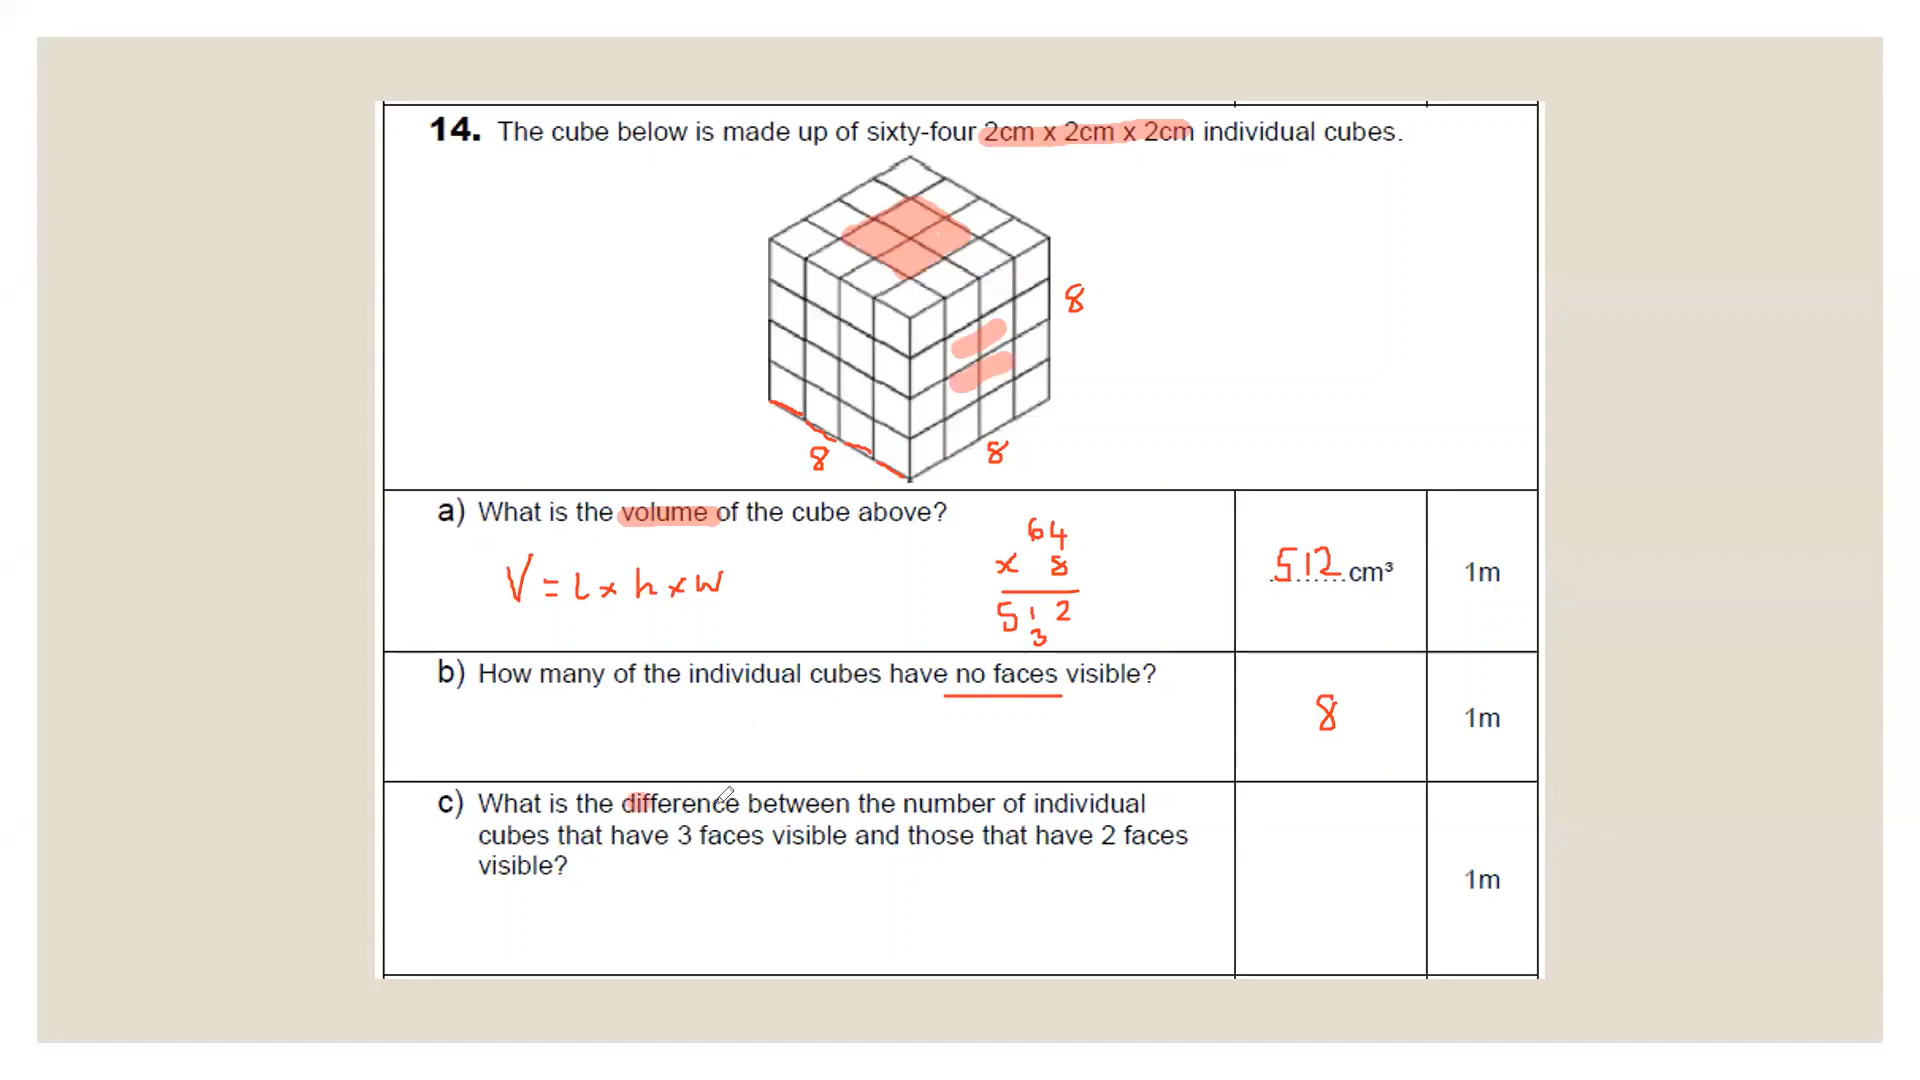 14. The cube below is made up of sixty-four 2cm x 2cm x 2cm individual cubes.
8
8
8
a) What is the volume of the cube above?
V = L x h x W
64
x 8
512
3
512 cm³
1m
b) How many of the individual cubes have no faces visible?
8
1m
c) What is the difference between the number of individual
cubes that have 3 faces visible and those that have 2 faces
visible?
1m